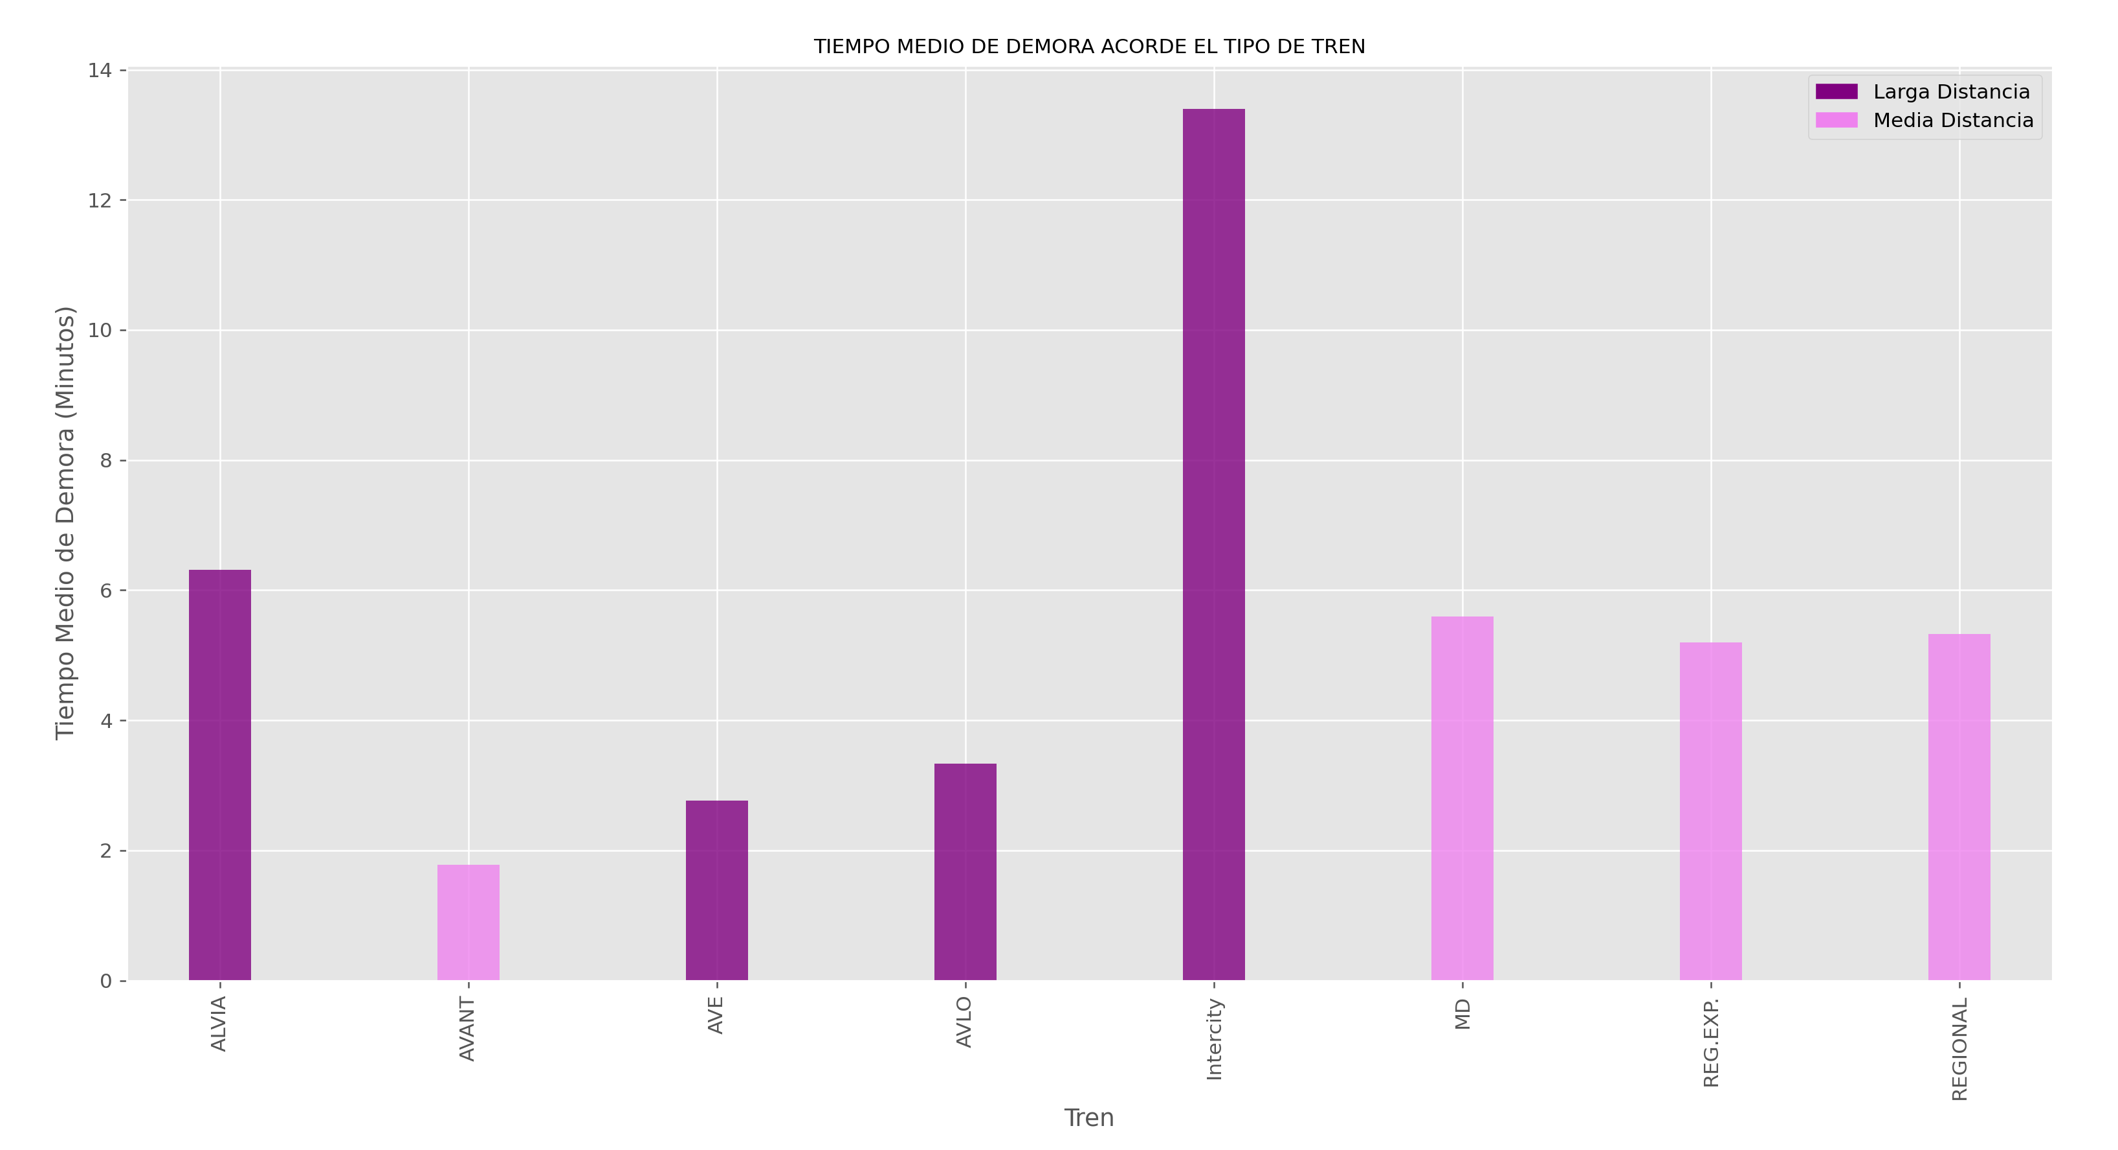 TIEMPO MEDIO DE DEMORA ACORDE EL TIPO DE TREN
Larga Distancia
Media Distancia
Tiempo Medio de Demora (Minutos)
14
12
10
8
6
4
2
0
ALVIA
AVANT
AVE
AVLO
Intercity
MD
REG.EXP.
REGIONAL
Tren